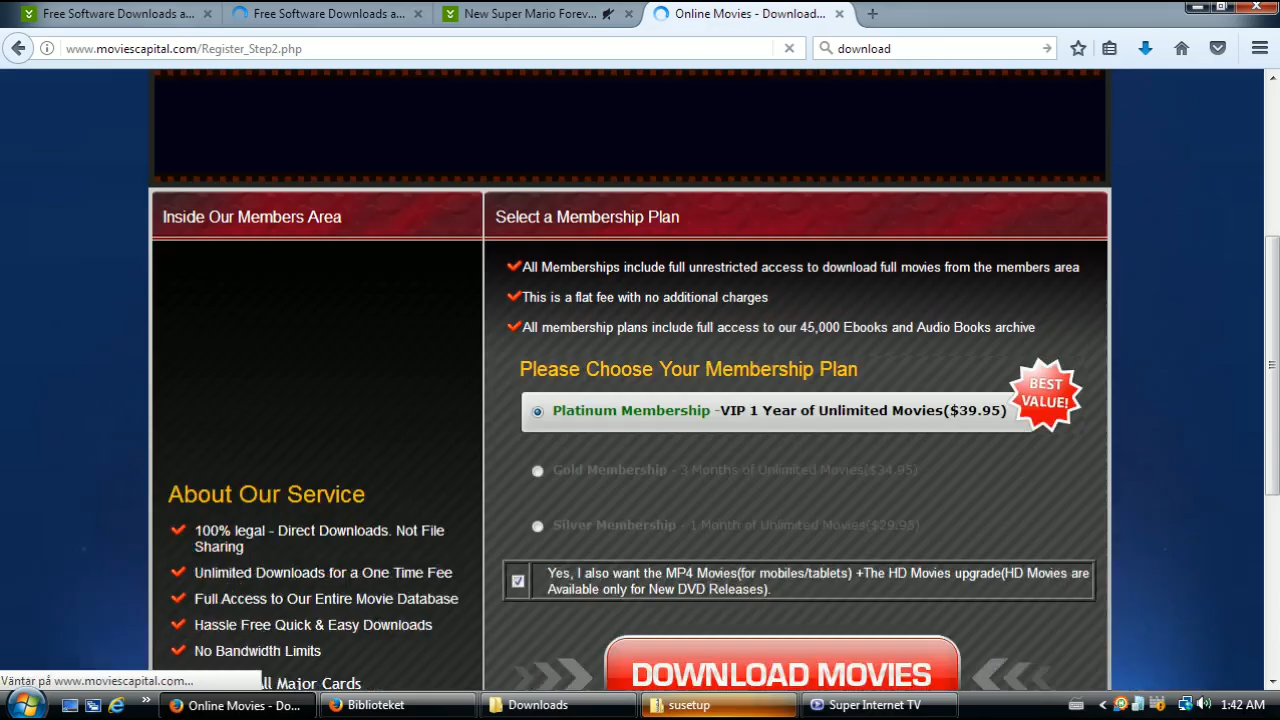 Free Software Downloads a...
Free Software Downloads a...
New Super Mario Forev...
Online Movies - Download...
www.moviescapital.com/Register_Step2.php
download
Inside Our Members Area
Select a Membership Plan
All Memberships include full unrestricted access to download full movies from the members area
This is a flat fee with no additional charges
All membership plans include full access to our 45,000 Ebooks and Audio Books archive
Please Choose Your Membership Plan
BEST
VALUE!
Platinum Membership -VIP 1 Year of Unlimited Movies($39.95)
Gold Membership - 3 Months of Unlimited Movies($34.95)
Silver Membership - 1 Month of Unlimited Movies($29.95)
Yes, I also want the MP4 Movies(for mobiles/tablets) +The HD Movies upgrade(HD Movies are
Available only for New DVD Releases).
DOWNLOAD MOVIES
About Our Service
100% legal - Direct Downloads. Not File
Sharing
Unlimited Downloads for a One Time Fee
Full Access to Our Entire Movie Database
Hassle Free Quick & Easy Downloads
No Bandwidth Limits
All Major Cards
Väntar på www.moviescapital.com...
Online Movies - Do...
Biblioteket
Downloads
susetup
Super Internet TV
1:42 AM